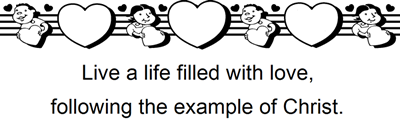 Live a life filled with love,
following the example of Christ.